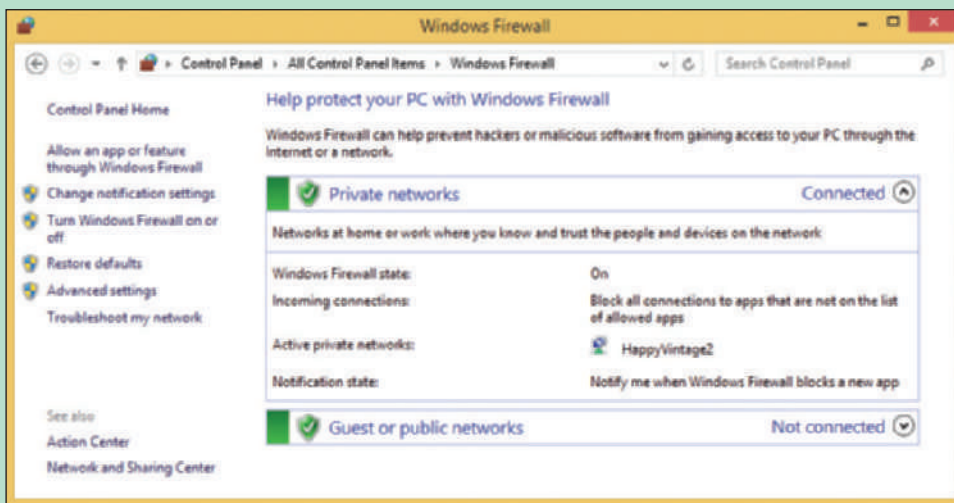 Windows Firewall
Control Panel
All Control Panel Items
Windows Firewall
Search Control Panel
Control Panel Home
Allow an app or feature
through Windows Firewall
Change notification settings
Turn Windows Firewall on or
off
Restore defaults
Advanced settings
Troubleshoot my network
See also
Action Center
Network and Sharing Center
Help protect your PC with Windows Firewall
Windows Firewall can help prevent hackers or malicious software from gaining access to your PC through the
Internet or a network.
Private networks Connected
Networks at home or work where you know and trust the people and devices on the network
Windows Firewall state: On
Incoming connections: Block all connections to apps that are not on the list
of allowed apps
Active private networks: HappyVintage2
Notification state: Notify me when Windows Firewall blocks a new app
Guest or public networks Not connected